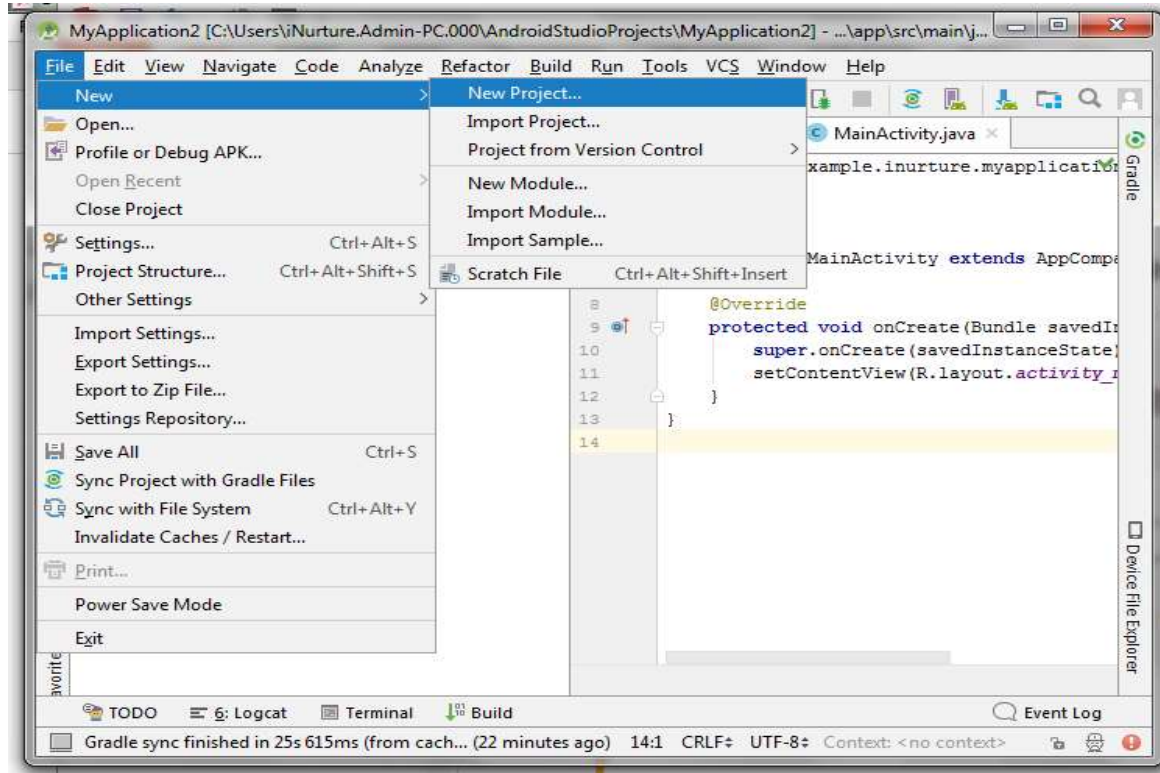 MyApplication2 [C:\Users\iNurture.Admin-PC.000\AndroidStudioProjects\MyApplication2] - ...\app\src\main\j...
File Edit View Navigate Code Analyze Refactor Build Run Tools VCS Window Help
New
Open...
Profile or Debug APK...
Open Recent
Close Project
Settings... Ctrl+Alt+S
Project Structure... Ctrl+Alt+Shift+S
Other Settings
Import Settings...
Export Settings...
Export to Zip File...
Settings Repository...
Save All Ctrl+S
Sync Project with Gradle Files
Sync with File System Ctrl+Alt+Y
Invalidate Caches / Restart...
Print...
Power Save Mode
Exit
New Project...
Import Project...
Project from Version Control
New Module...
Import Module...
Import Sample...
Scratch File Ctrl+Alt+Shift+Insert
MainActivity.java
xample.inurture.myapplication
MainActivity extends AppCompa
8 @Override
9 protected void onCreate(Bundle savedIn
10 super.onCreate(savedInstanceState)
11 setContentView(R.layout.activity_m
12 }
13 }
14
Gradle
Device File Explorer
avorite
TODO 6: Logcat Terminal Build Event Log
Gradle sync finished in 25s 615ms (from cach... (22 minutes ago) 14:1 CRLF UTF-8 Context: <no context>